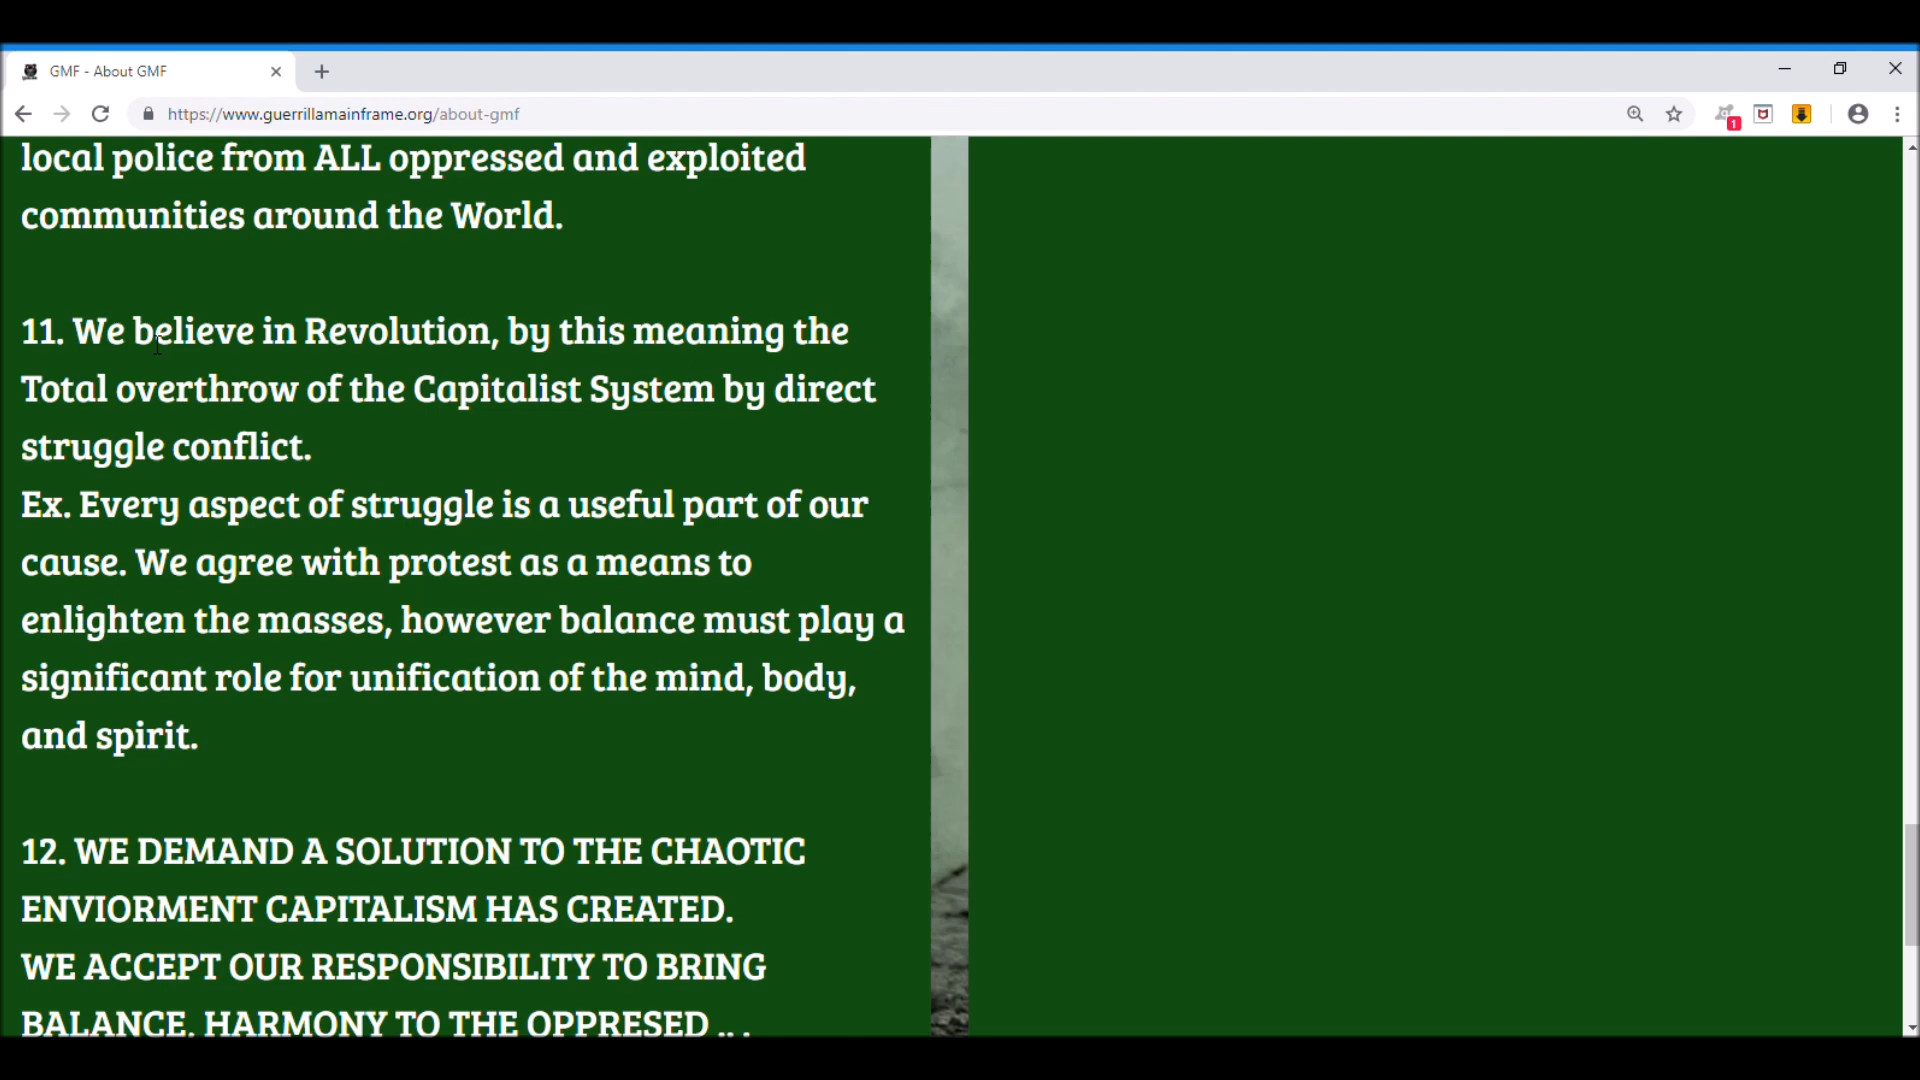 GMF - About GMF
https://www.guerrillamainframe.org/about-gmf
1
local police from ALL oppressed and exploited
communities around the World.
11. We believe in Revolution, by this meaning the
Total overthrow of the Capitalist System by direct
struggle conflict.
Ex. Every aspect of struggle is a useful part of our
cause. We agree with protest as a means to
enlighten the masses, however balance must play a
significant role for unification of the mind, body,
and spirit.
12. WE DEMAND A SOLUTION TO THE CHAOTIC
ENVIORMENT CAPITALISM HAS CREATED.
WE ACCEPT OUR RESPONSIBILITY TO BRING
BALANCE, HARMONY TO THE OPPRESED .. .